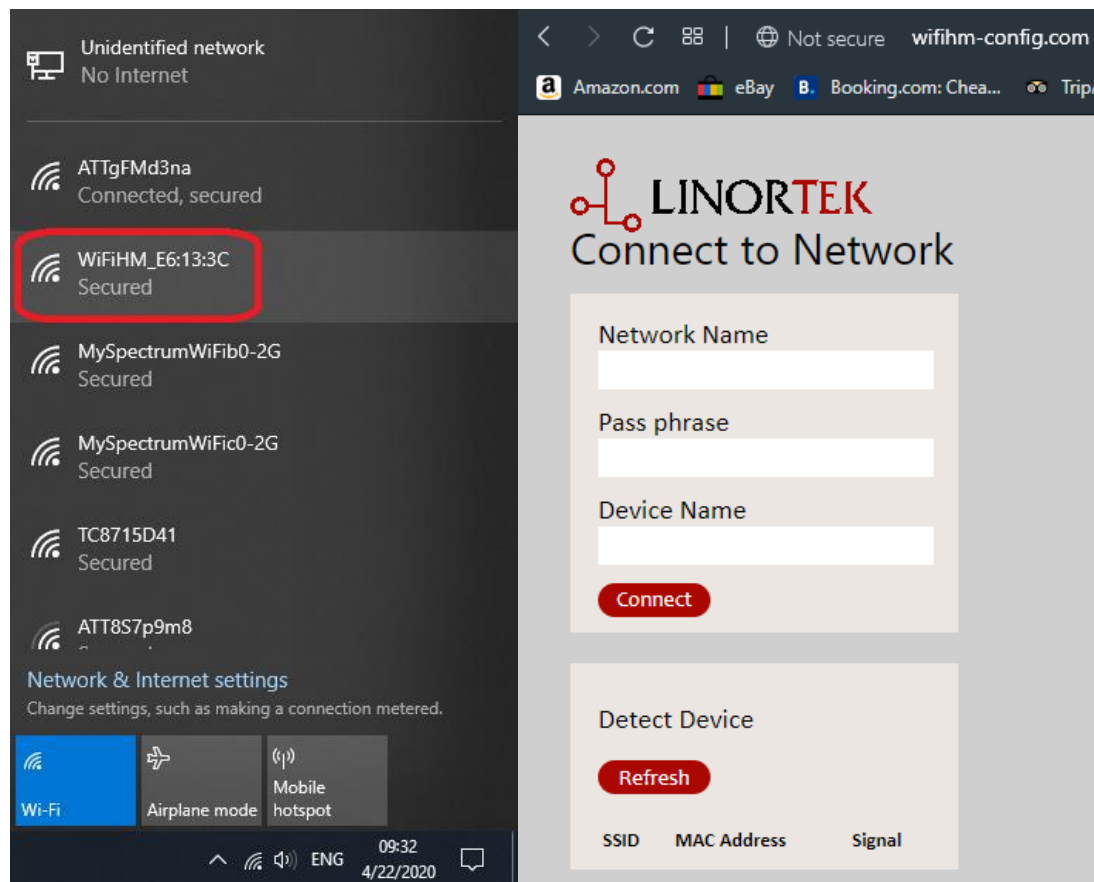 Unidentified network
No Internet
ATTgFMd3na
Connected, secured
WiFiHM_E6:13:3C
Secured
MySpectrumWiFib0-2G
Secured
MySpectrumWiFic0-2G
Secured
TC8715D41
Secured
ATT8S7p9m8
Network & Internet settings
Change settings, such as making a connection metered.
Wi-Fi
Airplane mode
Mobile
hotspot
ENG
09:32
4/22/2020
Not secure wifihm-config.com
a Amazon.com eBay B. Booking.com: Chea... Trip
LINORTEK
Connect to Network
Network Name
Pass phrase
Device Name
Connect
Detect Device
Refresh
SSID MAC Address Signal